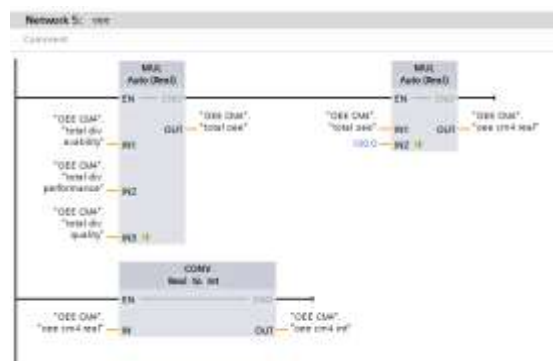 Network 5: oee
Comment
MUL
Auto (Real)
EN ENO
"OEE CM4".
"total div
avability" IN1
OUT "OEE CM4".
"total oee"
"OEE CM4".
"total div
performance" IN2
"OEE CM4".
"total div
quality" IN3
MUL
Auto (Real)
EN ENO
"OEE CM4".
"total oee" IN1
100.0 IN2
OUT "OEE CM4".
"oee cm4 real"
CONV
Real to Int
EN ENO
"OEE CM4".
"oee cm4 real" IN
OUT "OEE CM4".
"oee cm4 int"